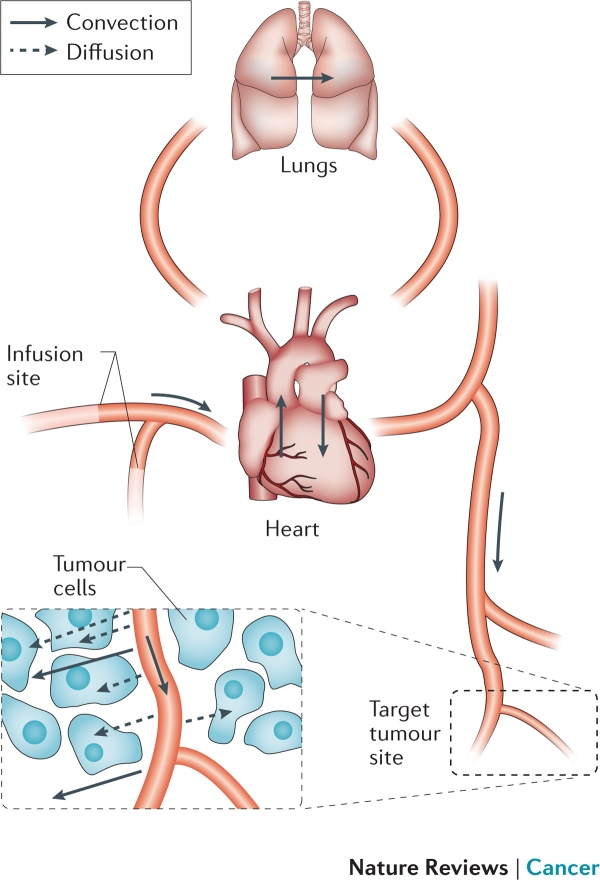 Convection
Diffusion
Lungs
Infusion
site
Heart
Tumour
cells
Target
tumour
site
Nature Reviews | Cancer